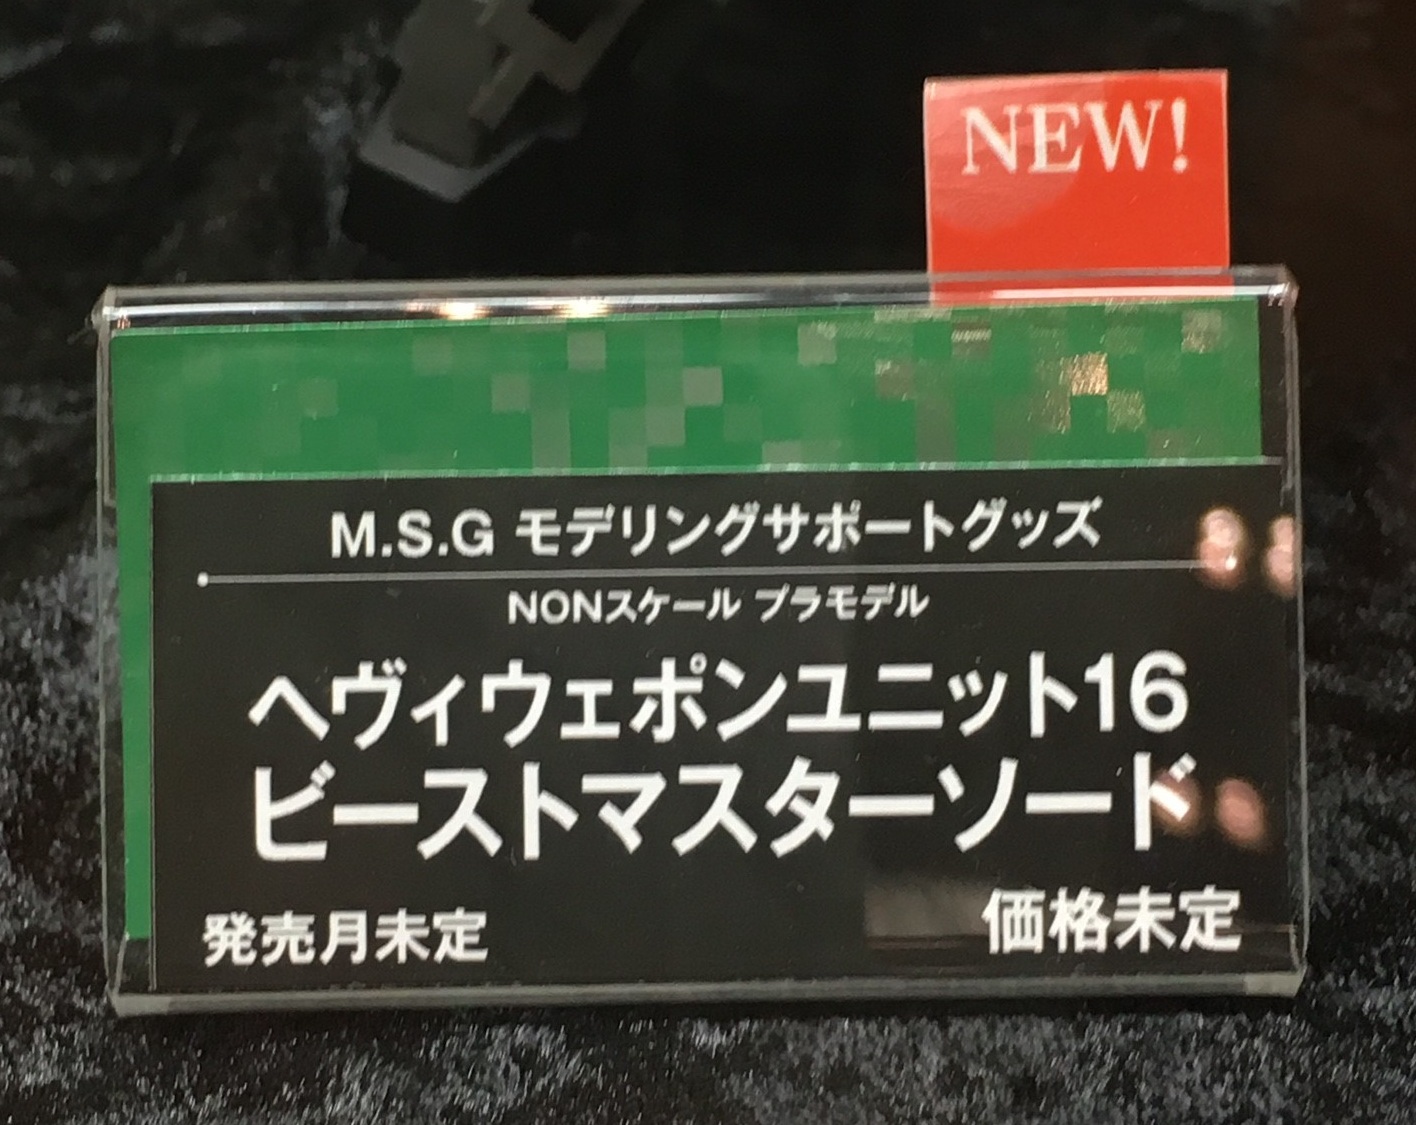 NEW!
M.S.G モデリングサポートグッズ
NONスケール プラモデル
ヘヴィウェポンユニット16
ビーストマスターソード
発売月未定
価格未定